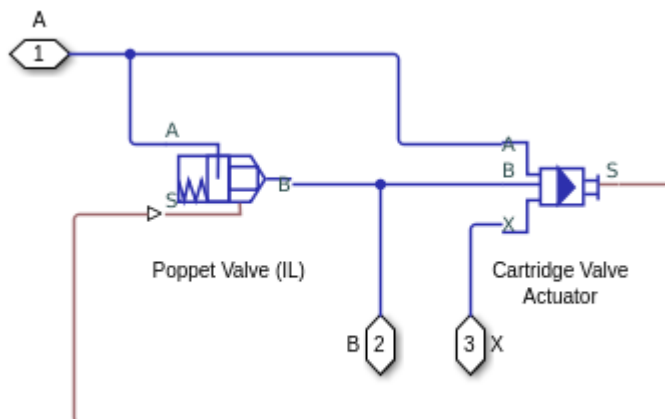 A
1
A
A
B
S
B
S
X
Poppet Valve (IL)
Cartridge Valve
Actuator
B
2
3
X